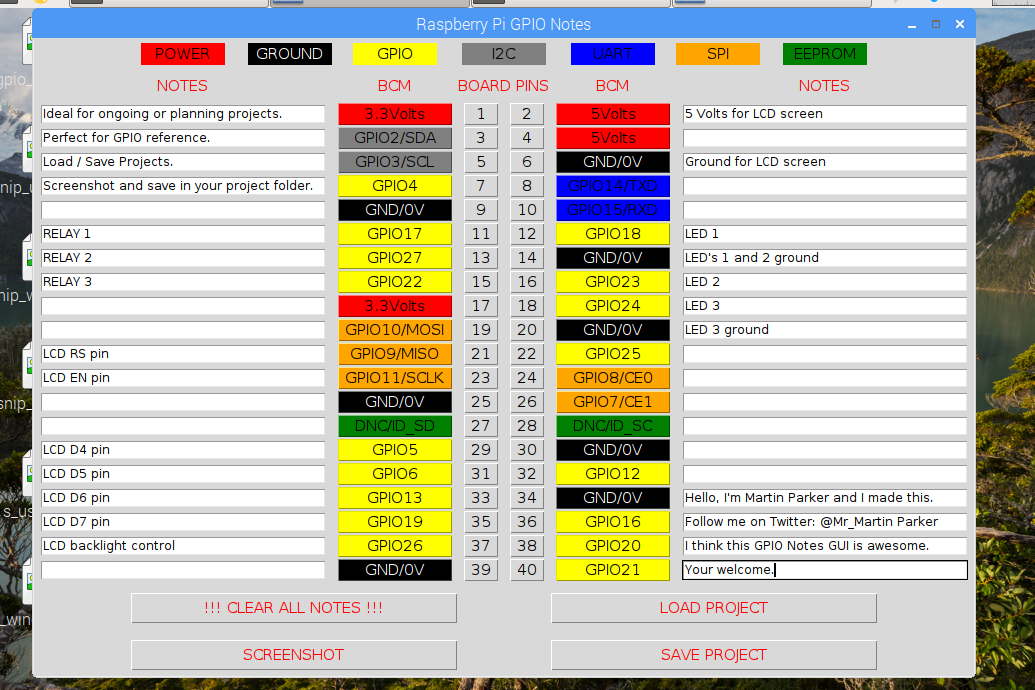 Raspberry Pi GPIO Notes
POWER GROUND GPIO I2C UART SPI EEPROM
NOTES BCM BOARD PINS BCM NOTES
Ideal for ongoing or planning projects. 3.3Volts 1 2 5Volts 5 Volts for LCD screen
Perfect for GPIO reference. GPIO2/SDA 3 4 5Volts
Load / Save Projects. GPIO3/SCL 5 6 GND/0V Ground for LCD screen
Screenshot and save in your project folder. GPIO4 7 8 GPIO14/TXD
GND/0V 9 10 GPIO15/RXD
RELAY 1 GPIO17 11 12 GPIO18 LED 1
RELAY 2 GPIO27 13 14 GND/0V LED's 1 and 2 ground
RELAY 3 GPIO22 15 16 GPIO23 LED 2
3.3Volts 17 18 GPIO24 LED 3
GPIO10/MOSI 19 20 GND/0V LED 3 ground
LCD RS pin GPIO9/MISO 21 22 GPIO25
LCD EN pin GPIO11/SCLK 23 24 GPIO8/CE0
GND/0V 25 26 GPIO7/CE1
DNC/ID_SD 27 28 DNC/ID_SC
LCD D4 pin GPIO5 29 30 GND/0V
LCD D5 pin GPIO6 31 32 GPIO12
LCD D6 pin GPIO13 33 34 GND/0V Hello, I'm Martin Parker and I made this.
LCD D7 pin GPIO19 35 36 GPIO16 Follow me on Twitter: @Mr_Martin Parker
LCD backlight control GPIO26 37 38 GPIO20 I think this GPIO Notes GUI is awesome.
GND/0V 39 40 GPIO21 Your welcome.
!!! CLEAR ALL NOTES !!! LOAD PROJECT
SCREENSHOT SAVE PROJECT